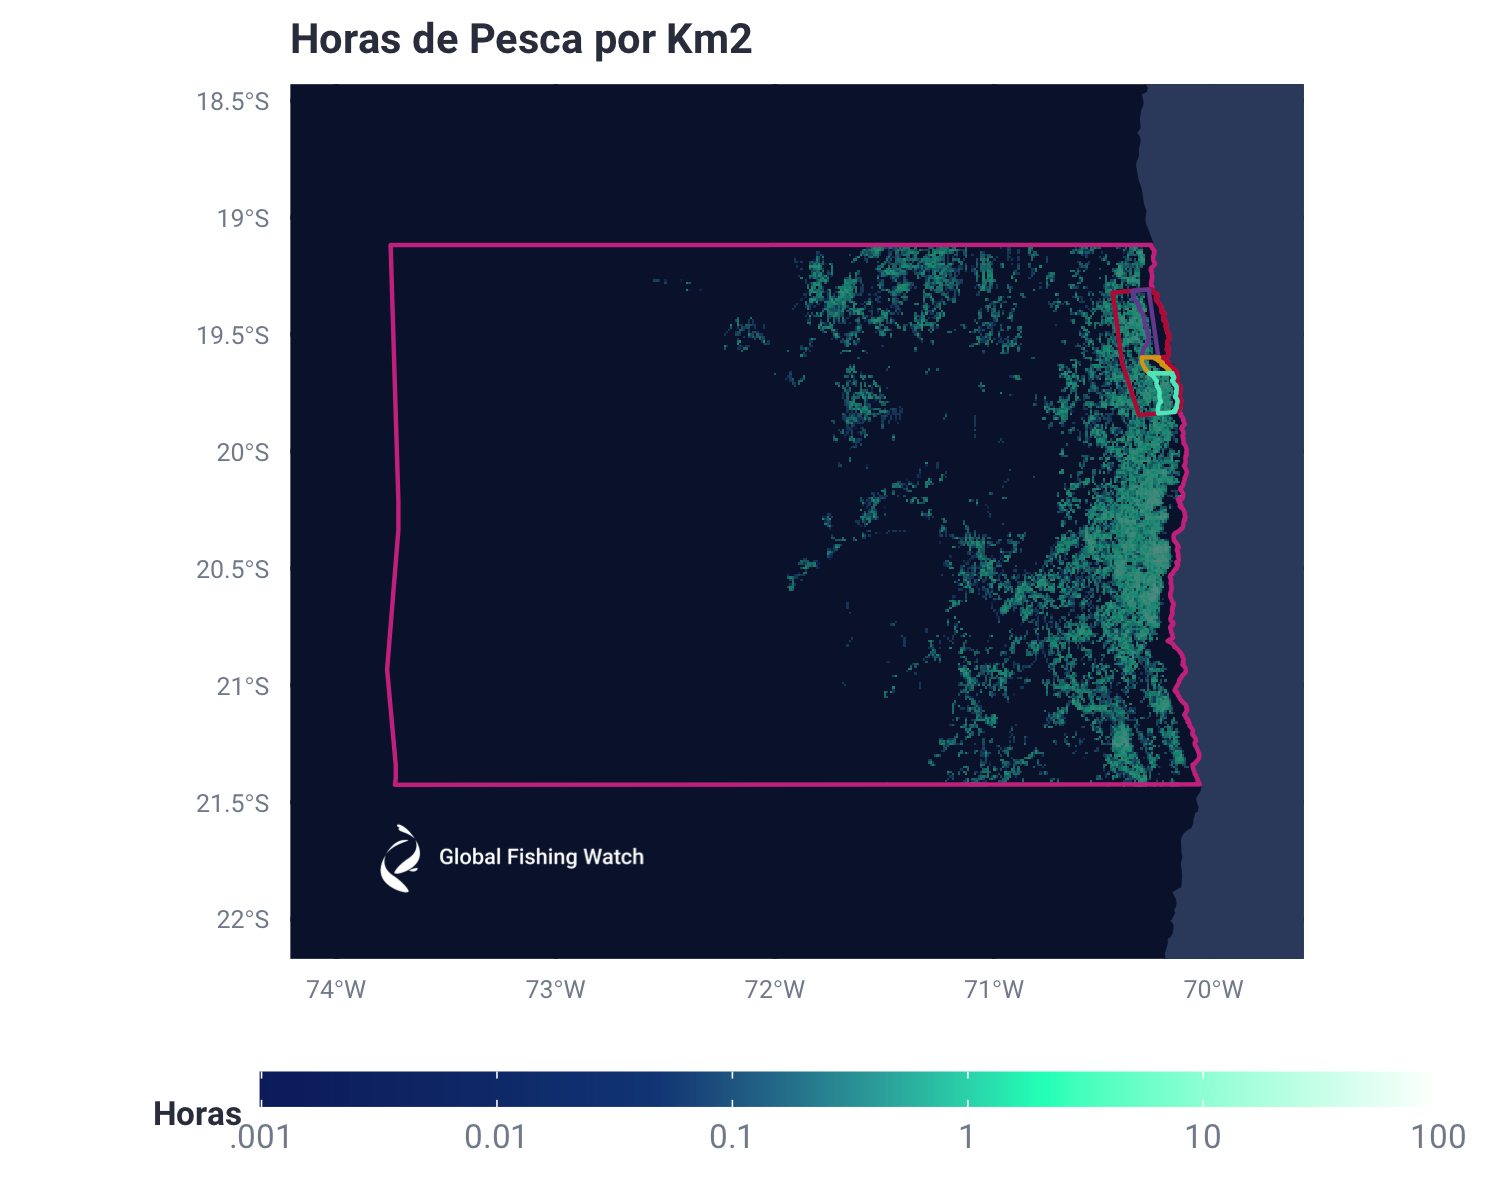 Horas de Pesca por Km2
18.5°S
19°S
19.5°S
20°S
20.5°S
21°S
21.5°S
22°S
Global Fishing Watch
74°W 73°W 72°W 71°W 70°W
Horas
.001 0.01 0.1 1 10 100